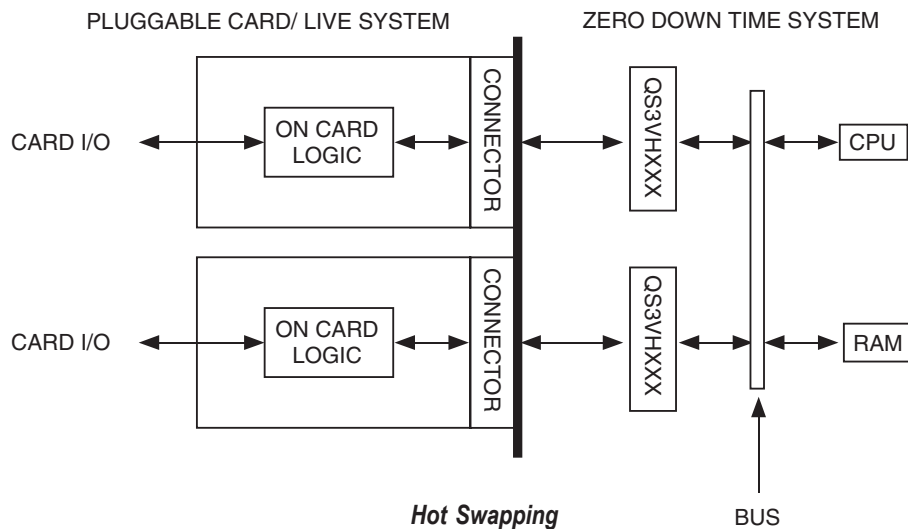 PLUGGABLE CARD/ LIVE SYSTEM
ZERO DOWN TIME SYSTEM
CARD I/O
ON CARD
LOGIC
CONNECTOR
QS3VHXXX
CPU
CARD I/O
ON CARD
LOGIC
CONNECTOR
QS3VHXXX
RAM
Hot Swapping
BUS